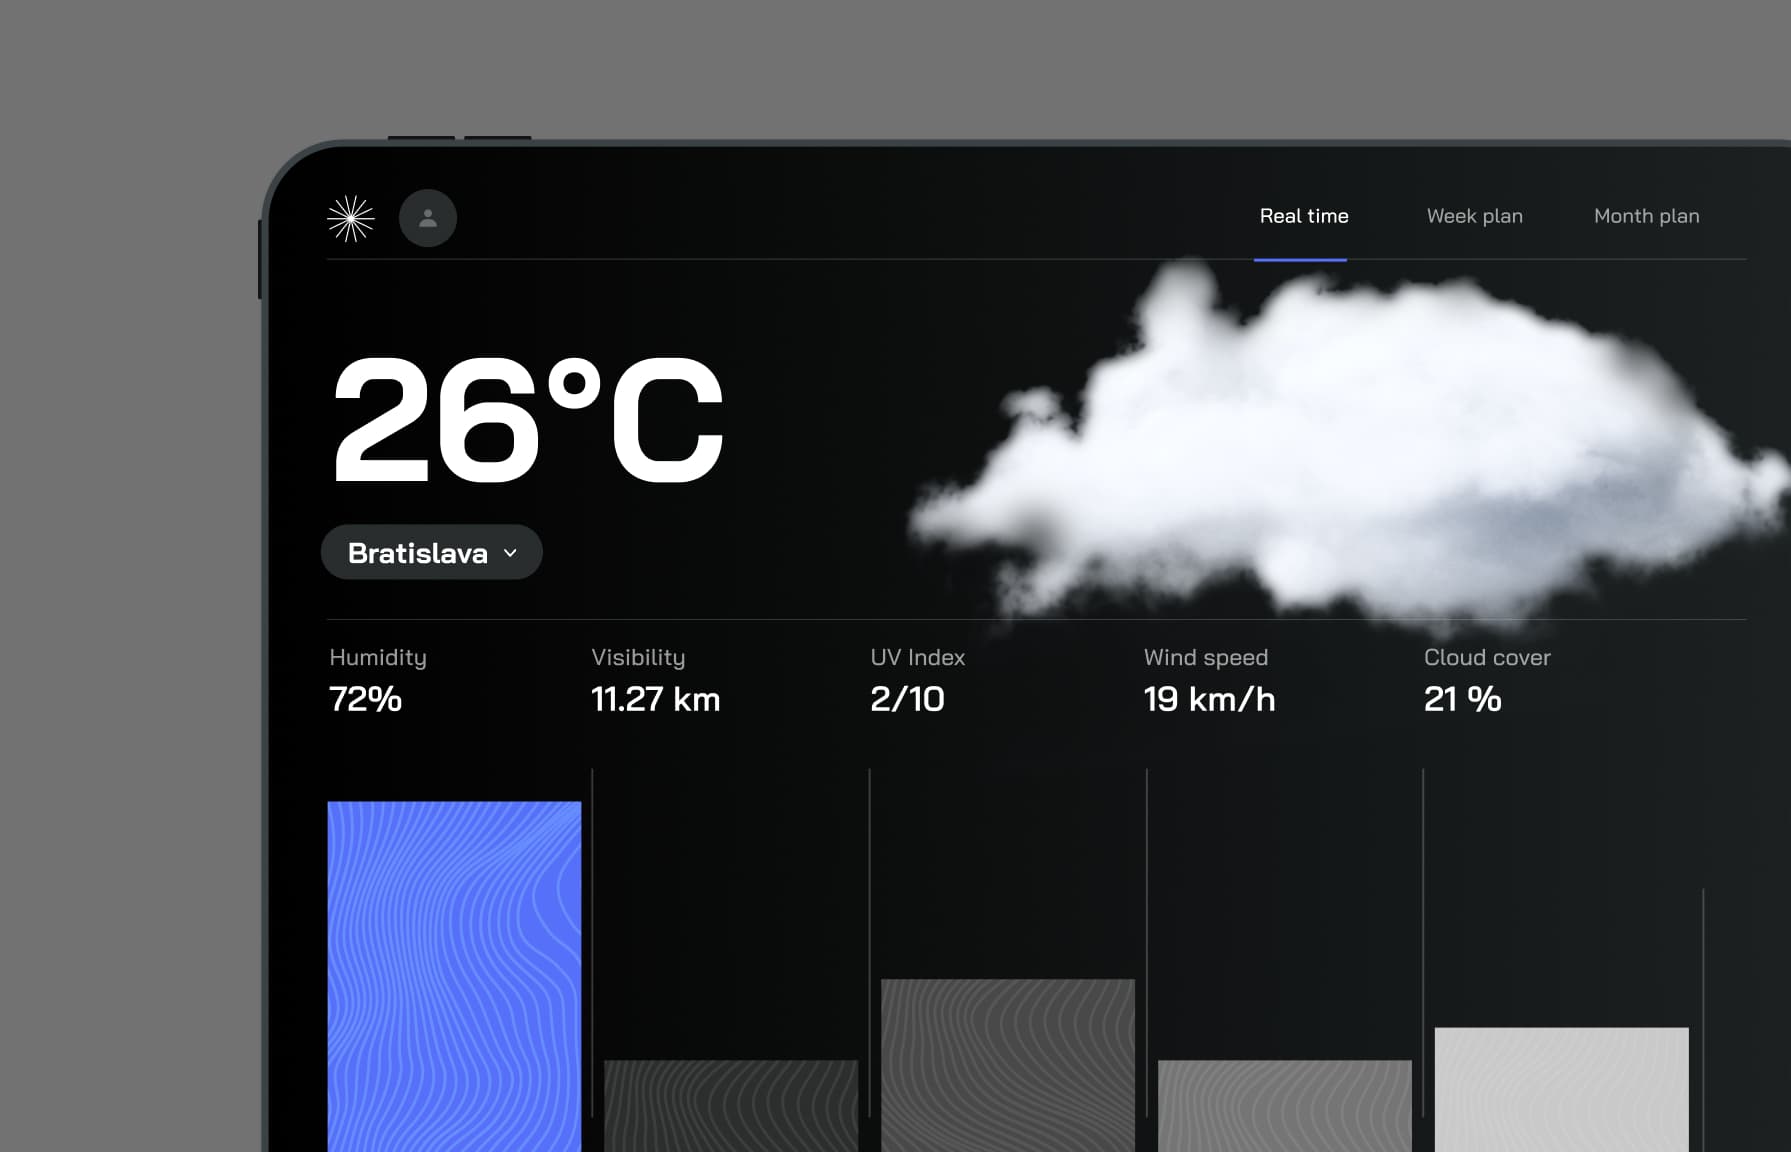 Real time
Week plan
Month plan
26°C
Bratislava
Humidity
72%
Visibility
11.27 km
UV Index
2/10
Wind speed
19 km/h
Cloud cover
21 %